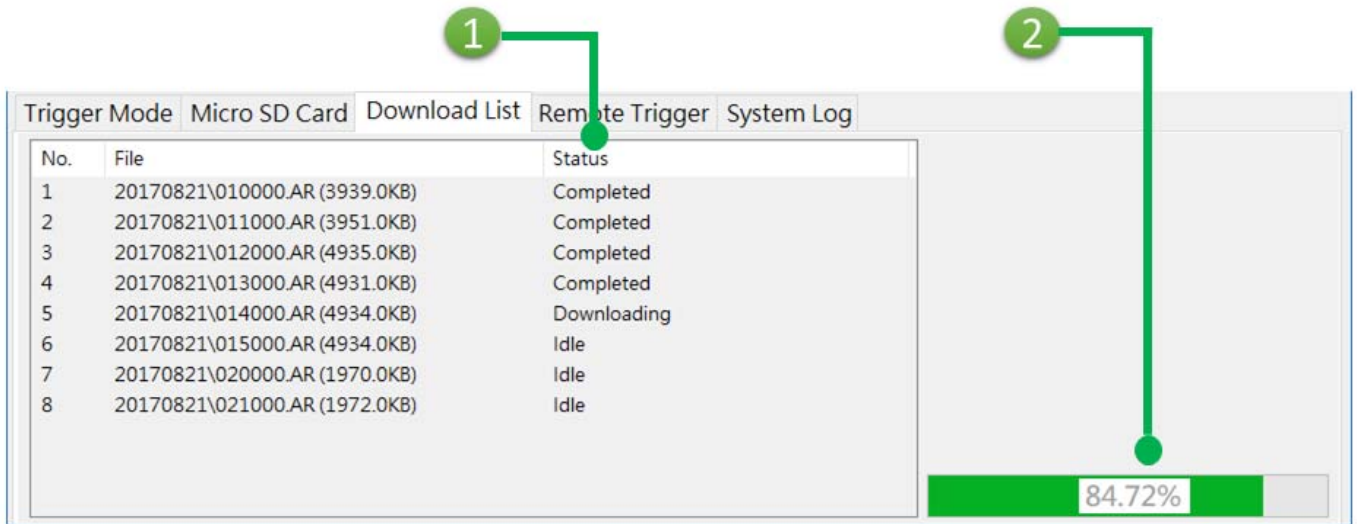 1 2
Trigger Mode Micro SD Card Download List Remote Trigger System Log
No. File Status
1 20170821\010000.AR (3939.0KB) Completed
2 20170821\011000.AR (3951.0KB) Completed
3 20170821\012000.AR (4935.0KB) Completed
4 20170821\013000.AR (4931.0KB) Completed
5 20170821\014000.AR (4934.0KB) Downloading
6 20170821\015000.AR (4934.0KB) Idle
7 20170821\020000.AR (1970.0KB) Idle
8 20170821\021000.AR (1972.0KB) Idle
84.72%